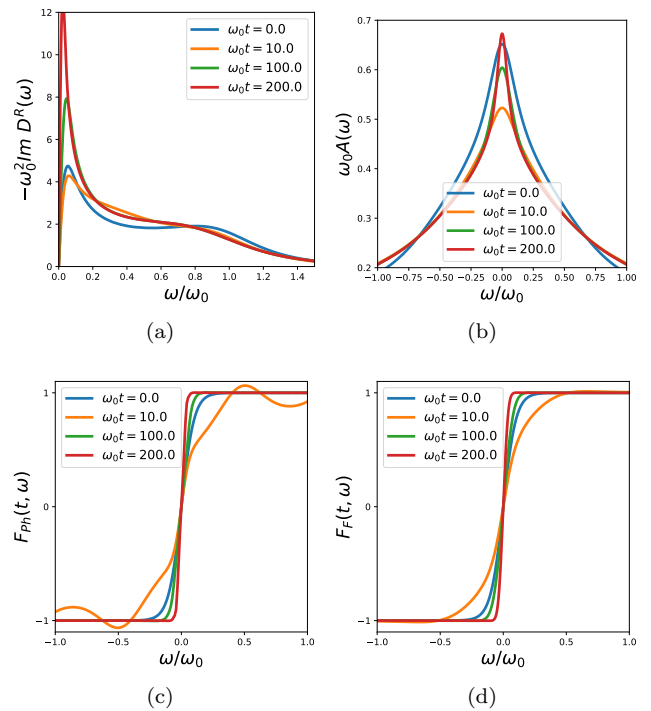 12
10
8
6
4
2
0
−ω₀²Im Dᴿ(ω)
ω₀t = 0.0
ω₀t = 10.0
ω₀t = 100.0
ω₀t = 200.0
0.0 0.2 0.4 0.6 0.8 1.0 1.2 1.4
ω/ω₀
(a)
0.7
0.6
0.5
0.4
0.3
0.2
ω₀A(ω)
ω₀t = 0.0
ω₀t = 10.0
ω₀t = 100.0
ω₀t = 200.0
−1.00 −0.75 −0.50 −0.25 0.00 0.25 0.50 0.75 1.00
ω/ω₀
(b)
1
0
−1
F_Ph(t, ω)
ω₀t = 0.0
ω₀t = 10.0
ω₀t = 100.0
ω₀t = 200.0
−1.0 −0.5 0.0 0.5 1.0
ω/ω₀
(c)
1
0
−1
F_F(t, ω)
ω₀t = 0.0
ω₀t = 10.0
ω₀t = 100.0
ω₀t = 200.0
−1.0 −0.5 0.0 0.5 1.0
ω/ω₀
(d)